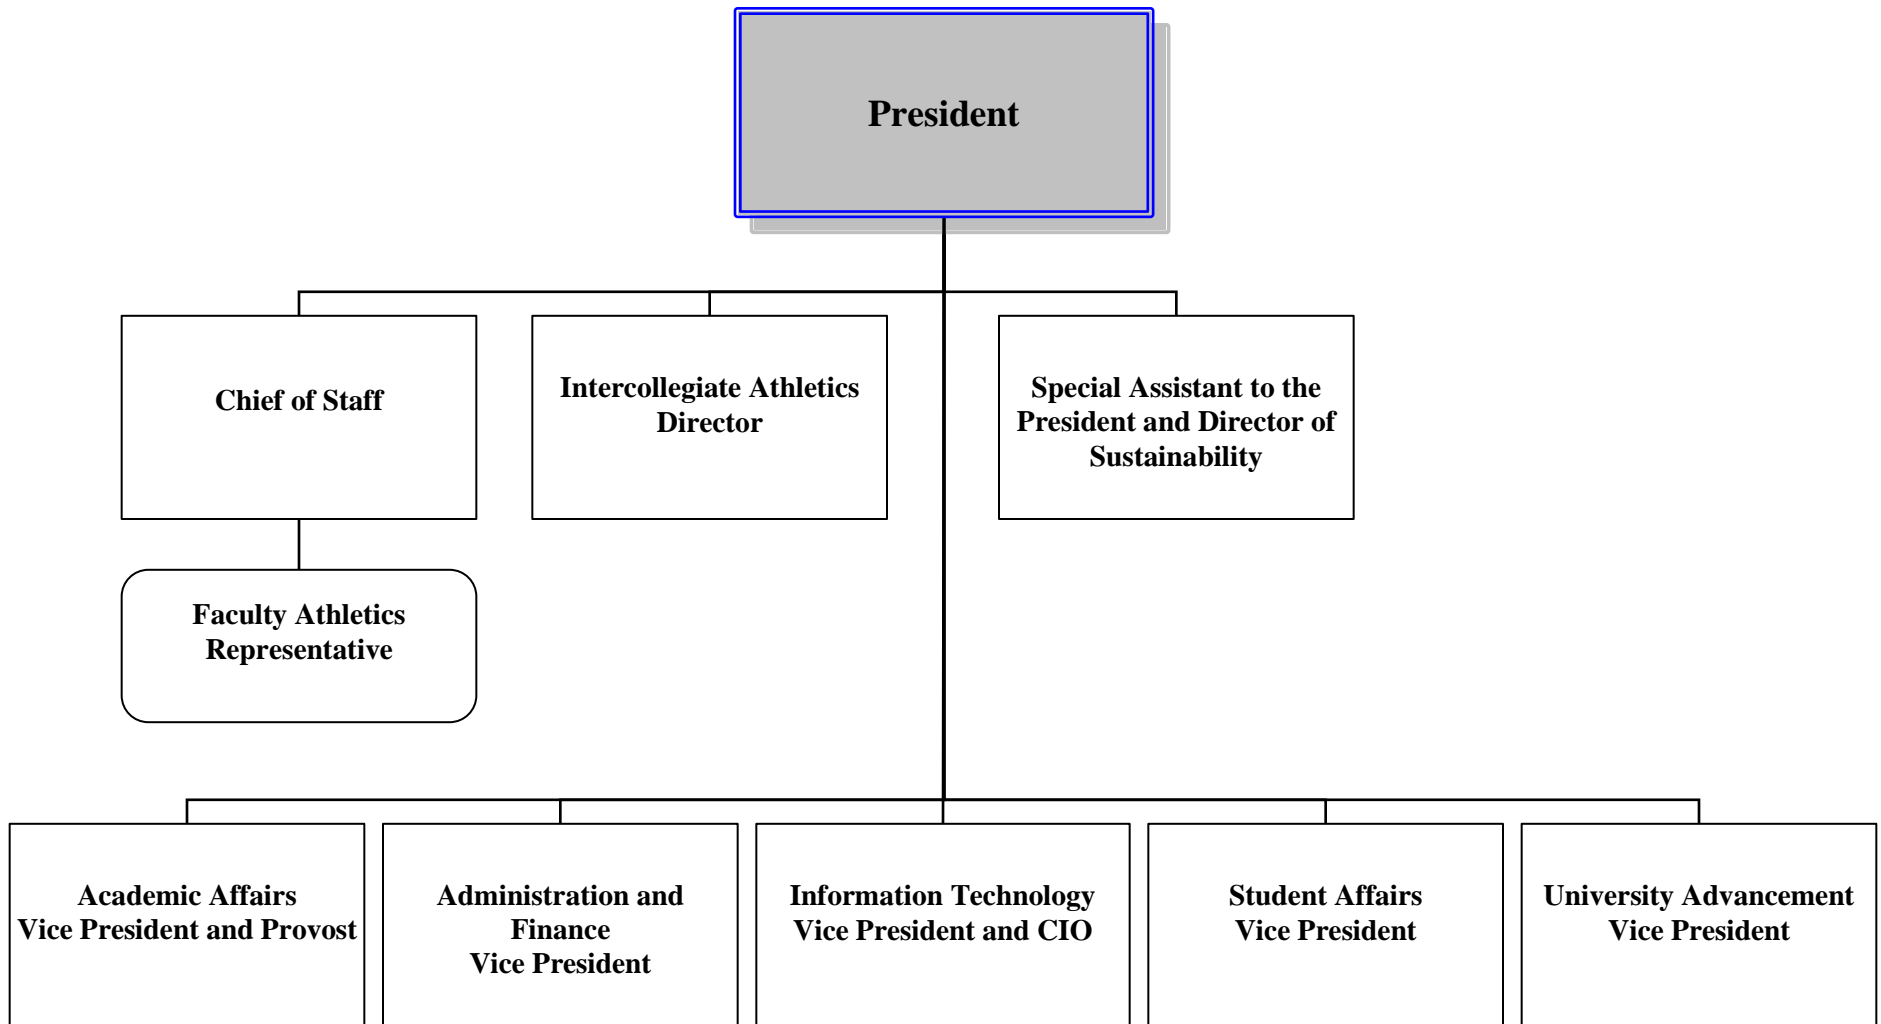 President
Chief of Staff
Intercollegiate Athletics
Director
Special Assistant to the
President and Director of
Sustainability
Faculty Athletics
Representative
Academic Affairs
Vice President and Provost
Administration and
Finance
Vice President
Information Technology
Vice President and CIO
Student Affairs
Vice President
University Advancement
Vice President